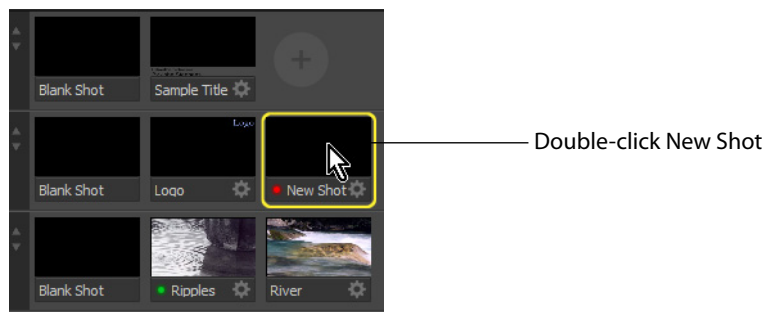 Blank Shot
Sample Title
Logo
Blank Shot
Logo
New Shot
Double-click New Shot
Blank Shot
Ripples
River